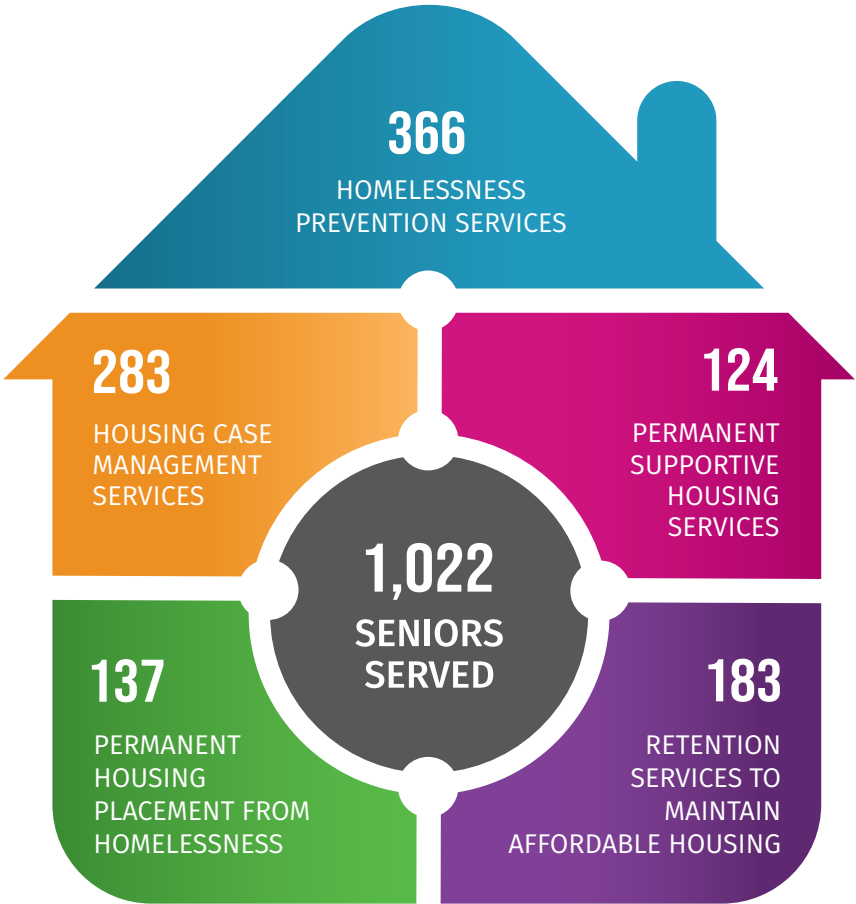 366
HOMELESSNESS
PREVENTION SERVICES
283
HOUSING CASE
MANAGEMENT
SERVICES
124
PERMANENT
SUPPORTIVE
HOUSING
SERVICES
1,022
SENIORS
SERVED
137
PERMANENT
HOUSING
PLACEMENT FROM
HOMELESSNESS
183
RETENTION
SERVICES TO
MAINTAIN
AFFORDABLE HOUSING